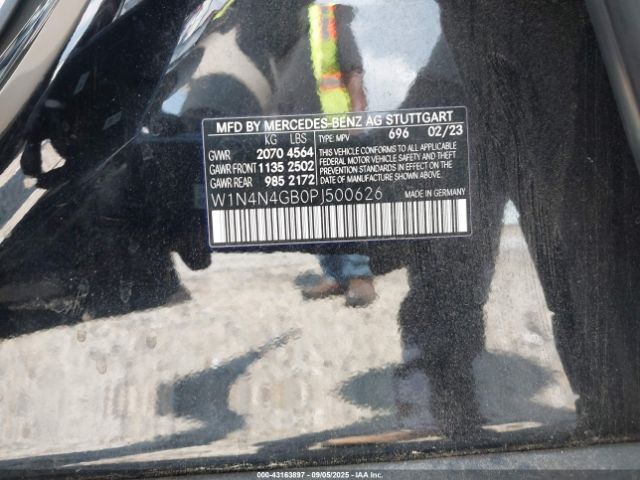 MFD BY MERCEDES-BENZ AG STUTTGART
KG LBS TYPE: MPV 696 02/23
GVWR 2070 4564
GAWR FRONT 1135 2502
GAWR REAR 985 2172
THIS VEHICLE CONFORMS TO ALL APPLICABLE
FEDERAL MOTOR VEHICLE SAFETY AND THEFT
PREVENTION STANDARDS IN EFFECT ON THE DATE
OF MANUFACTURE SHOWN ABOVE.
W1N4N4GB0PJ500626 MADE IN GERMANY
000-43163897 - 09/05/2025 - IAAI.COM